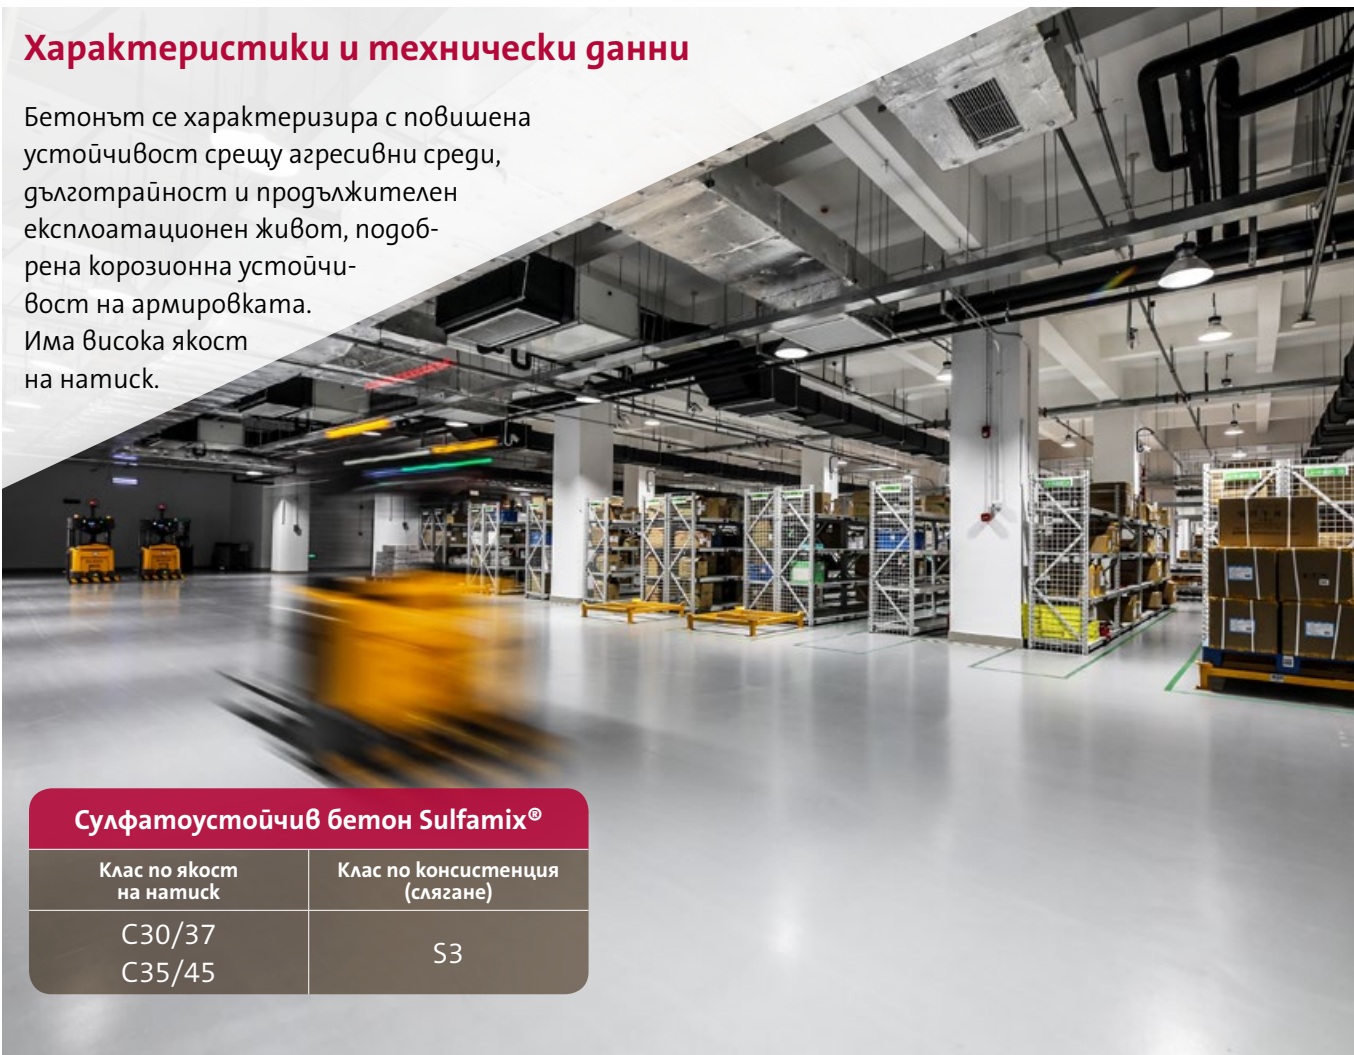 Характеристики и технически данни
Бетонът се характеризира с повишена
устойчивост срещу агресивни среди,
дълготрайност и продължителен
експлоатационен живот, подоб-
рена корозионна устойчи-
вост на армировката.
Има висока якост
на натиск.
Сулфатоустойчив бетон Sulfamix®
Клас по якост
на натиск
Клас по консистенция
(слягане)
C30/37
C35/45
S3